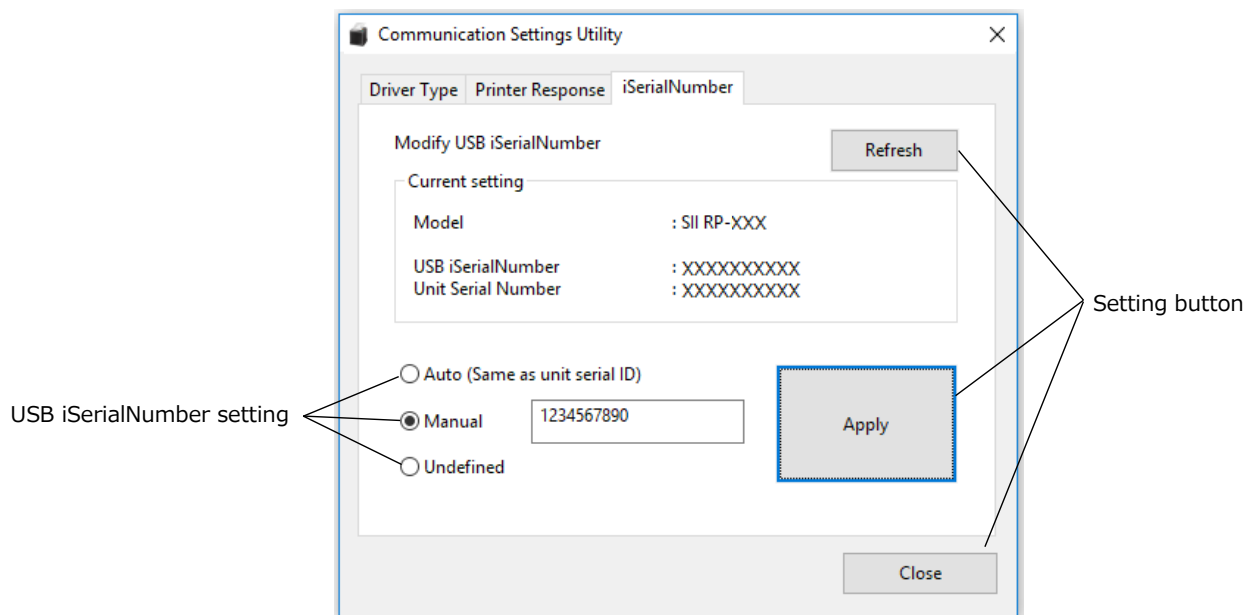 Communication Settings Utility
Driver Type
Printer Response
iSerialNumber
Modify USB iSerialNumber
Refresh
Current setting
Model : SII RP-XXX
USB iSerialNumber : XXXXXXXXXX
Unit Serial Number : XXXXXXXXXX
Setting button
Auto (Same as unit serial ID)
USB iSerialNumber setting
Manual
1234567890
Apply
Undefined
Close